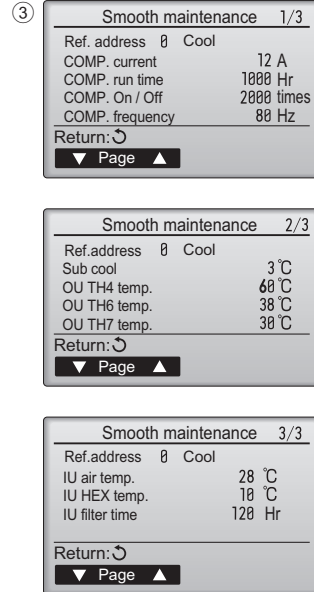 ③
Smooth maintenance 1/3
Ref. address 0 Cool
COMP. current 12 A
COMP. run time 1000 Hr
COMP. On / Off 2000 times
COMP. frequency 80 Hz
Return:
▼ Page ▲
Smooth maintenance 2/3
Ref.address 0 Cool
Sub cool 3℃
OU TH4 temp. 60℃
OU TH6 temp. 38℃
OU TH7 temp. 30℃
Return:
▼ Page ▲
Smooth maintenance 3/3
Ref.address 0 Cool
IU air temp. 28 ℃
IU HEX temp. 10 ℃
IU filter time 120 Hr
Return:
▼ Page ▲